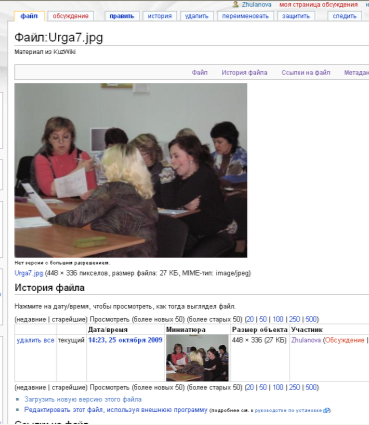 Zhulanova моя страница обсуждения
файл обсуждение править история удалить переименовать защитить следить
Файл:Urga7.jpg
Материал из KuzWiki
Файл История файла Ссылки на файл Метадан
Нет версии с большим разрешением.
Urga7.jpg (448 × 336 пикселов, размер файла: 27 КБ, MIME-тип: image/jpeg)
История файла
Нажмите на дату/время, чтобы просмотреть, как тогда выглядел файл.
(недавние | старейшие) Просмотреть (более новых 50) (более старых 50) (20 | 50 | 100 | 250 | 500)
Дата/время Миниатюра Размер объекта Участник
удалить все текущий 14:23, 25 октября 2009 448 × 336 (27 КБ) Zhulanova (Обсуждение |
(недавние | старейшие) Просмотреть (более новых 50) (более старых 50) (20 | 50 | 100 | 250 | 500)
Загрузить новую версию этого файла
Редактировать этот файл, используя внешнюю программу (подробнее см. в руководстве по установке)
Ссылки на файл